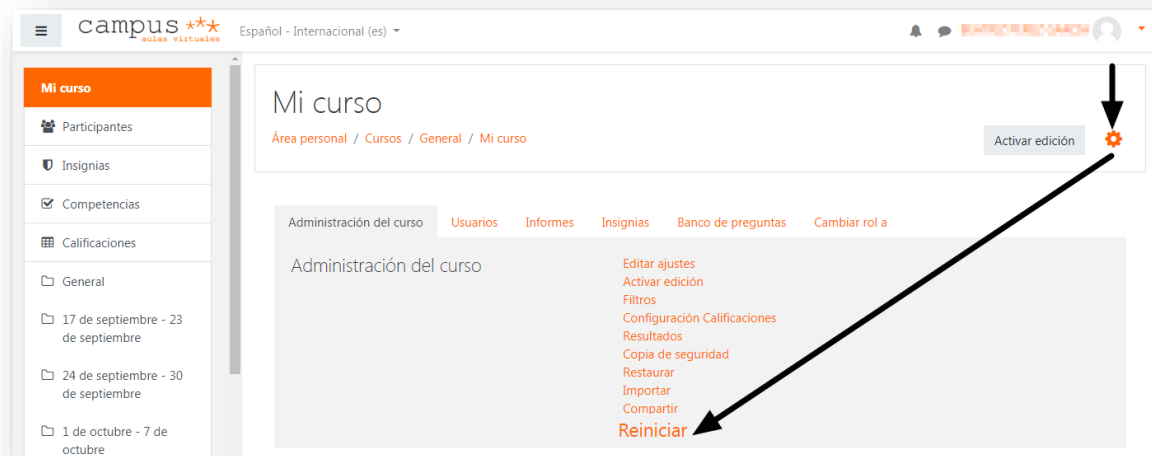 campus ***
aulas virtuales
Español - Internacional (es)
Mi curso
Participantes
Insignias
Competencias
Calificaciones
General
17 de septiembre - 23
de septiembre
24 de septiembre - 30
de septiembre
1 de octubre - 7 de
octubre
Mi curso
Área personal / Cursos / General / Mi curso
Activar edición
Administración del curso
Usuarios
Informes
Insignias
Banco de preguntas
Cambiar rol a
Administración del curso
Editar ajustes
Activar edición
Filtros
Configuración Calificaciones
Resultados
Copia de seguridad
Restaurar
Importar
Compartir
Reiniciar